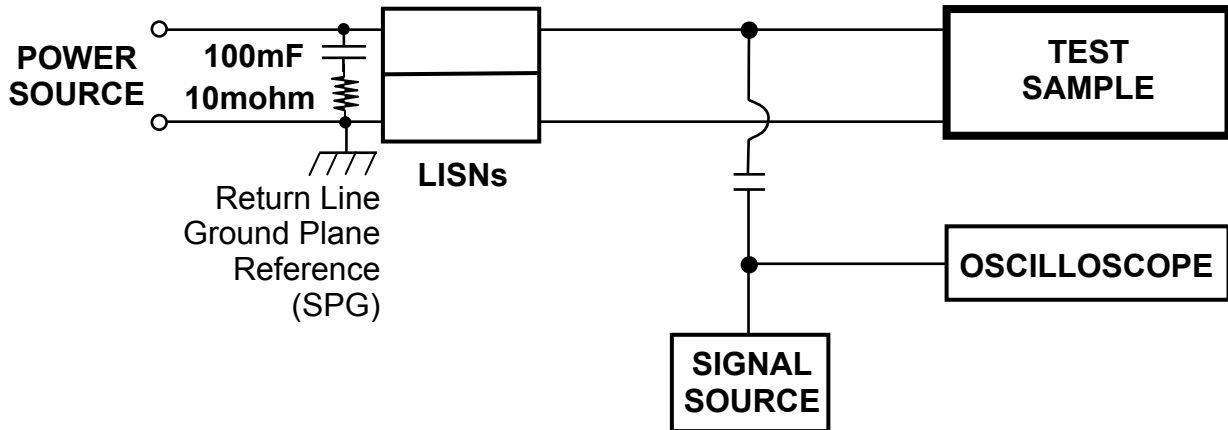 POWER
SOURCE
100mF
10mohm
LISNs
Return Line
Ground Plane
Reference
(SPG)
TEST
SAMPLE
OSCILLOSCOPE
SIGNAL
SOURCE